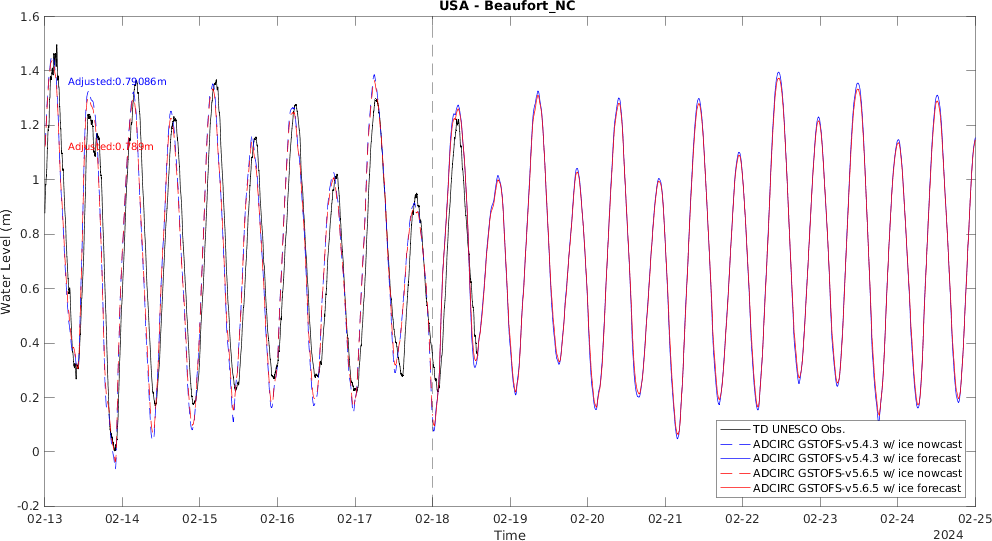 USA - Beaufort_NC
1.6
1.4
1.2
1
0.8
0.6
0.4
0.2
0
-0.2
Water Level (m)
Adjusted:0.79086m
Adjusted:0.789m
TD UNESCO Obs.
ADCIRC GSTOFS-v5.4.3 w/ ice nowcast
ADCIRC GSTOFS-v5.4.3 w/ ice forecast
ADCIRC GSTOFS-v5.6.5 w/ ice nowcast
ADCIRC GSTOFS-v5.6.5 w/ ice forecast
02-13 02-14 02-15 02-16 02-17 02-18 02-19 02-20 02-21 02-22 02-23 02-24 02-25
Time
2024